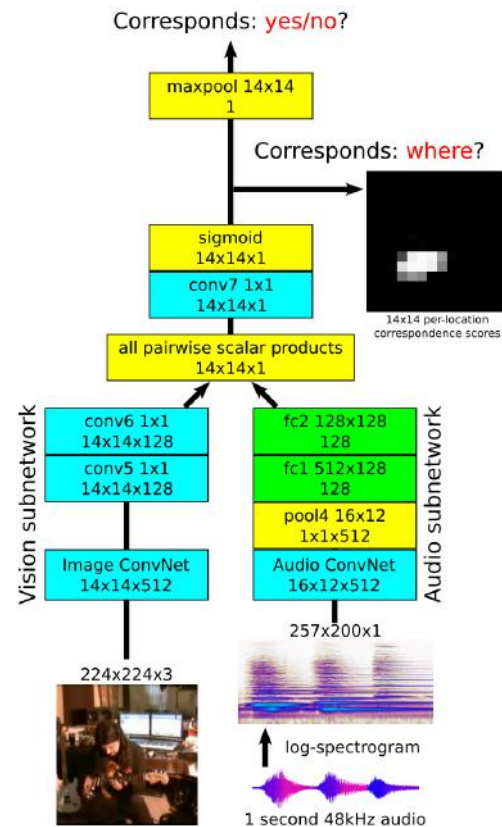 Corresponds: yes/no?
maxpool 14x14
1
Corresponds: where?
sigmoid
14x14x1
conv7 1x1
14x14x1
14x14 per-location
correspondence scores
all pairwise scalar products
14x14x1
Vision subnetwork
conv6 1x1
14x14x128
conv5 1x1
14x14x128
Image ConvNet
14x14x512
224x224x3
fc2 128x128
128
fc1 512x128
128
pool4 16x12
1x1x512
Audio ConvNet
16x12x512
Audio subnetwork
257x200x1
log-spectrogram
1 second 48kHz audio